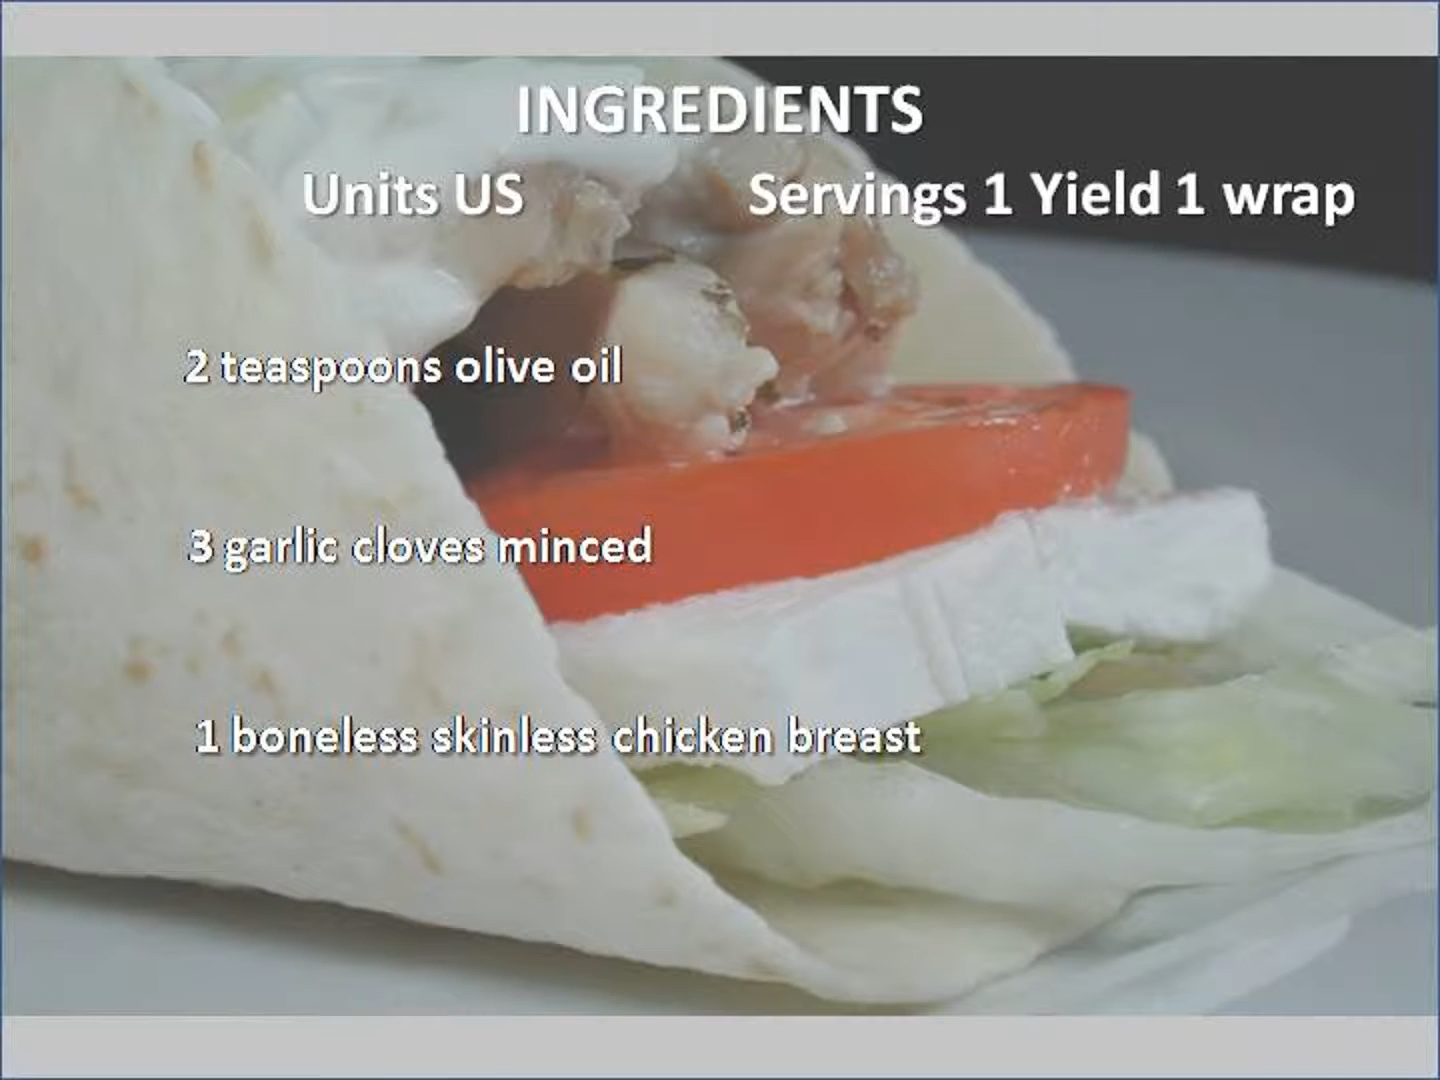 INGREDIENTS
Units US Servings 1 Yield 1 wrap
2 teaspoons olive oil
3 garlic cloves minced
1 boneless skinless chicken breast